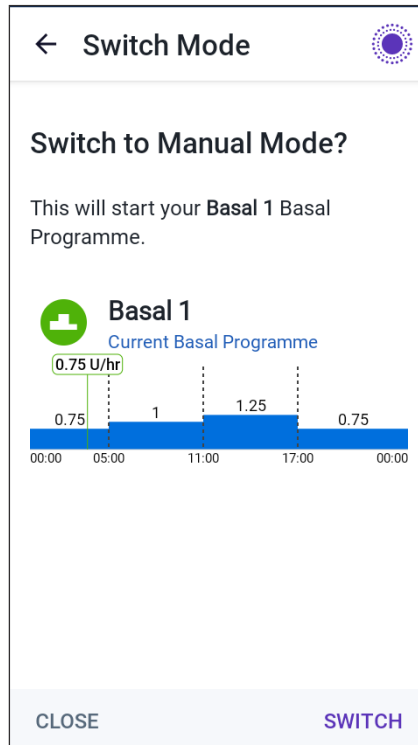 Switch Mode
Switch to Manual Mode?
This will start your Basal 1 Basal
Programme.
Basal 1
Current Basal Programme
0.75 U/hr
0.75 1 1.25 0.75
00:00 05:00 11:00 17:00 00:00
CLOSE SWITCH